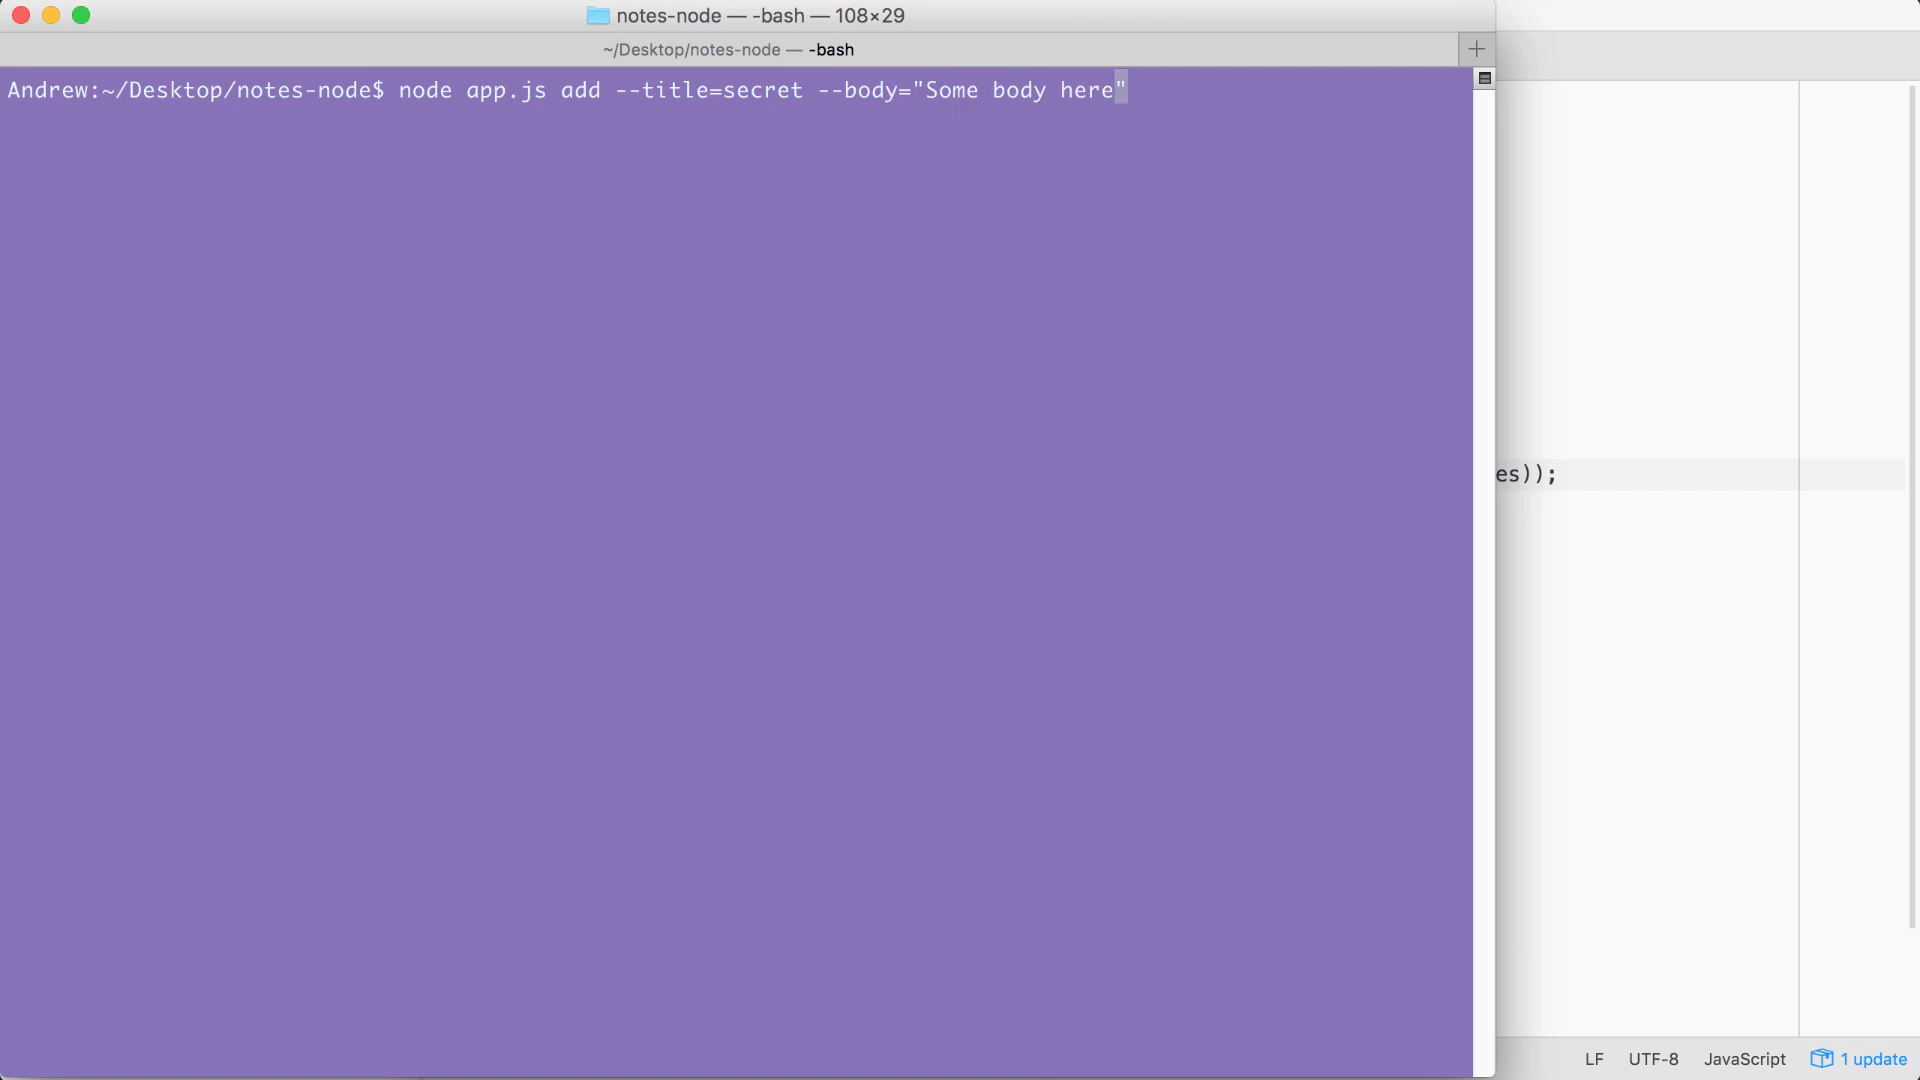 notes-node — -bash — 108×29
~/Desktop/notes-node — -bash
Andrew:~/Desktop/notes-node$ node app.js add --title=secret --body="Some body here"
es));
LF UTF-8 JavaScript 1 update